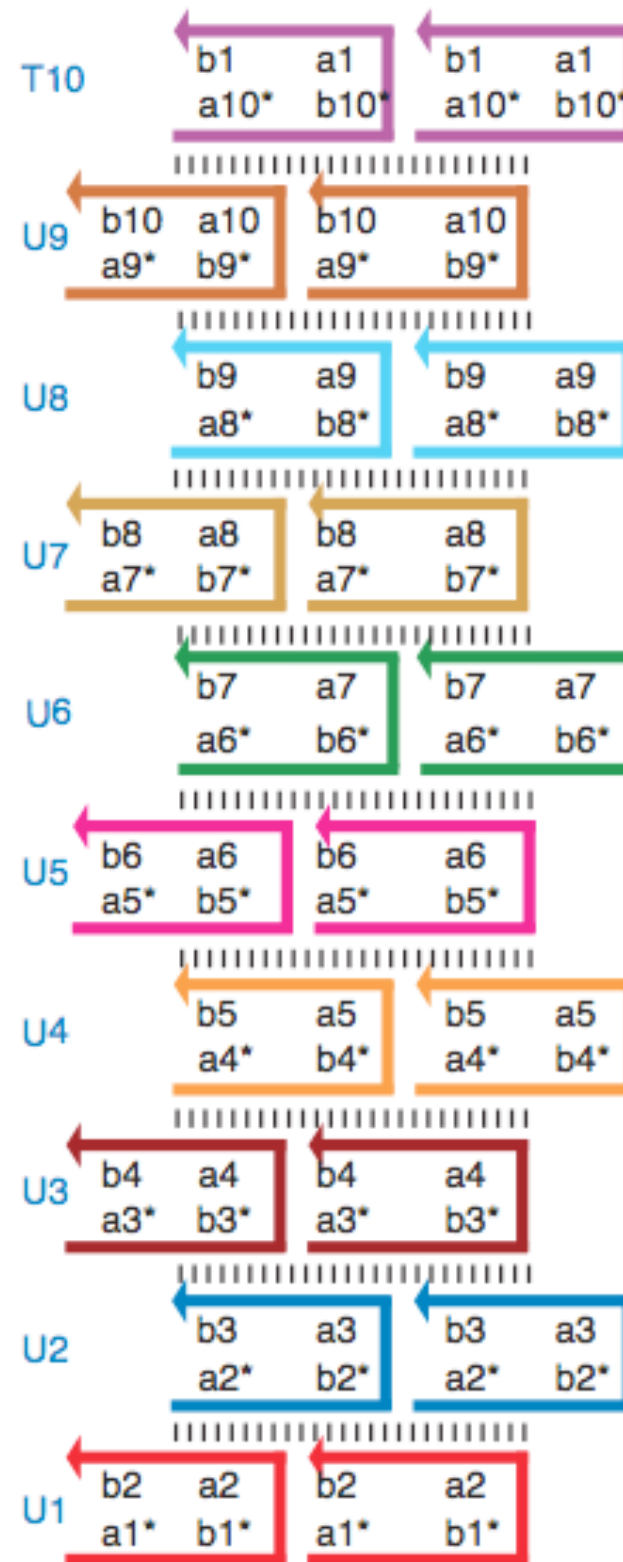 T10
b1 a1 b1 a1
a10* b10* a10* b10*
U9
b10 a10 b10 a10
a9* b9* a9* b9*
U8
b9 a9 b9 a9
a8* b8* a8* b8*
U7
b8 a8 b8 a8
a7* b7* a7* b7*
U6
b7 a7 b7 a7
a6* b6* a6* b6*
U5
b6 a6 b6 a6
a5* b5* a5* b5*
U4
b5 a5 b5 a5
a4* b4* a4* b4*
U3
b4 a4 b4 a4
a3* b3* a3* b3*
U2
b3 a3 b3 a3
a2* b2* a2* b2*
U1
b2 a2 b2 a2
a1* b1* a1* b1*